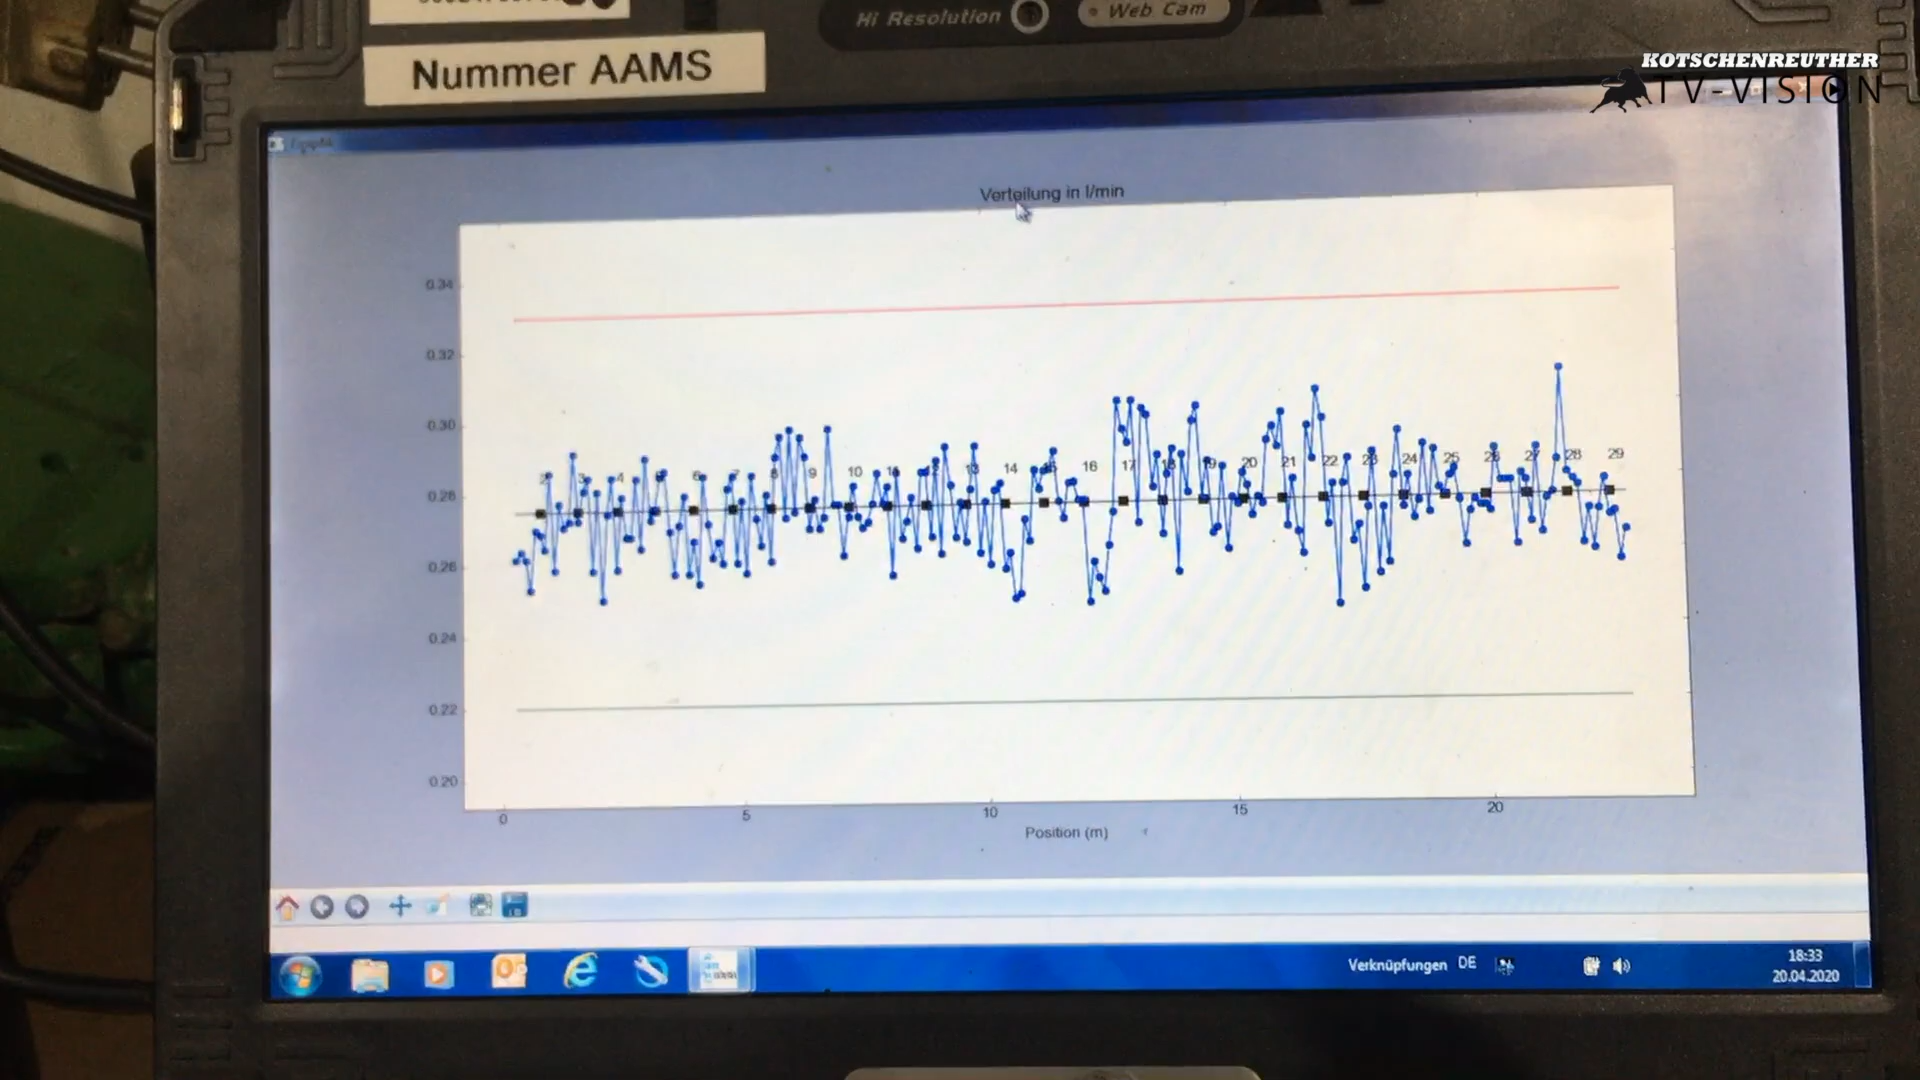 Hi Resolution
Web Cam
Nummer AAMS
KOTSCHENREUTHER
TV-VISION
Verteilung in l/min
0.34
0.32
0.30
0.28
0.26
0.24
0.22
0.20
2 3 4 6 7 8 9 10 11 12 13 14 15 16 17 18 19 20 21 22 23 24 25 26 27 28 29
0 5 10 15 20
Position (m)
Verknüpfungen DE
18:33
20.04.2020